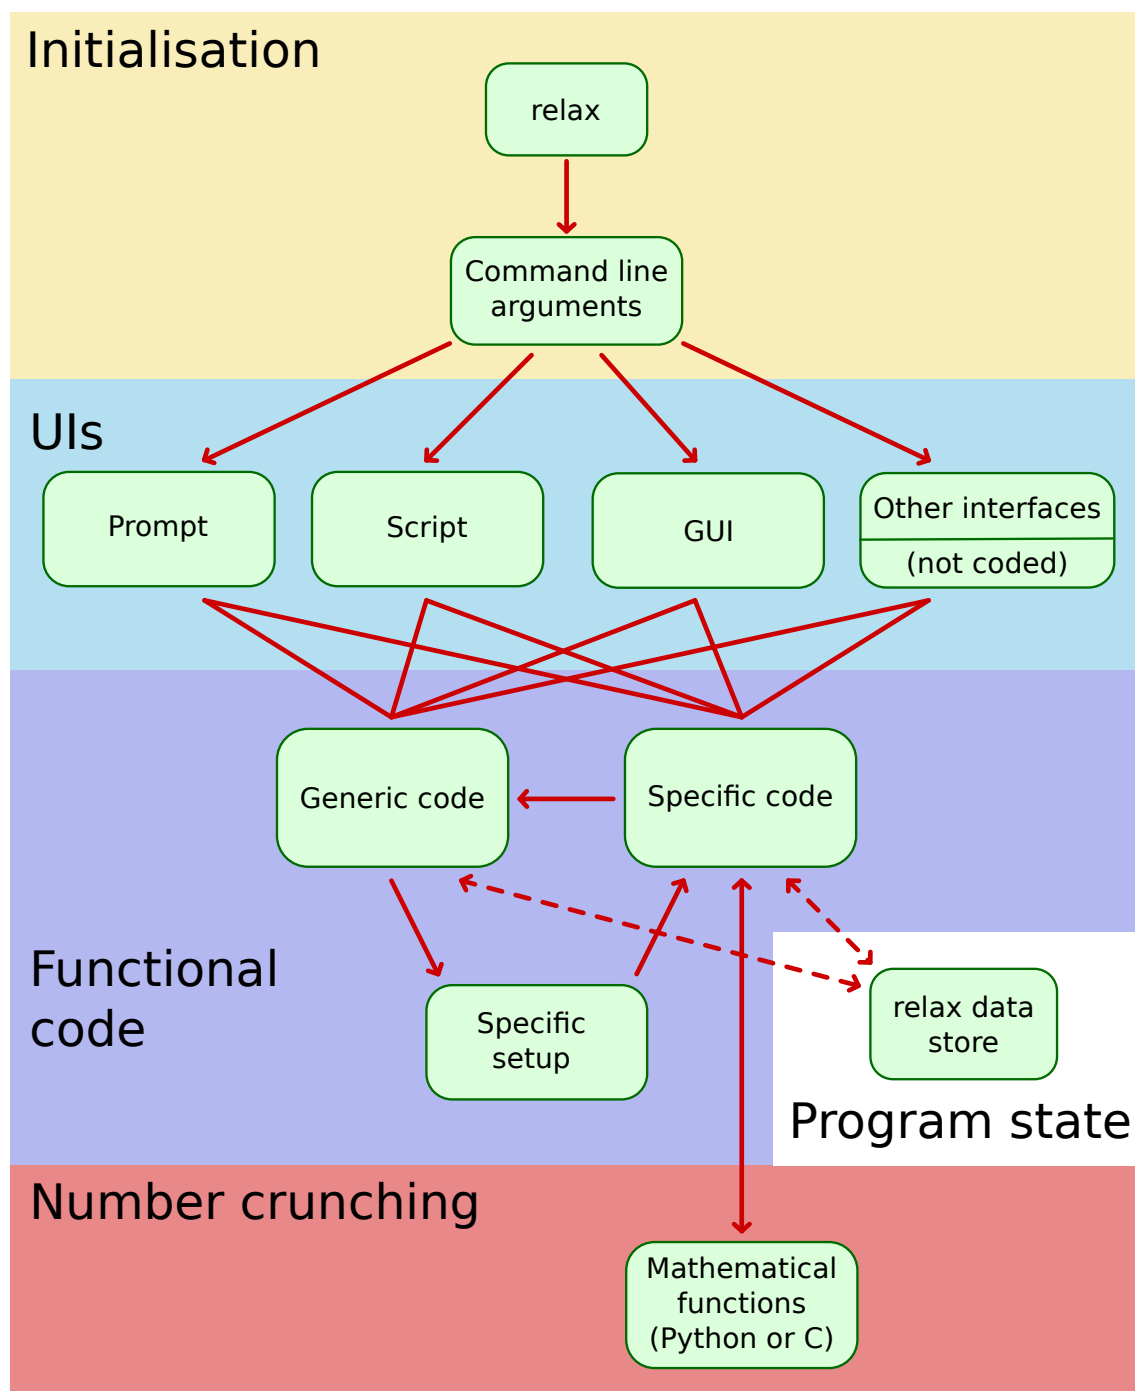 Initialisation
relax
Command line
arguments
UIs
Prompt
Script
GUI
Other interfaces
(not coded)
Generic code
Specific code
Functional
code
Specific
setup
relax data
store
Program state
Number crunching
Mathematical
functions
(Python or C)